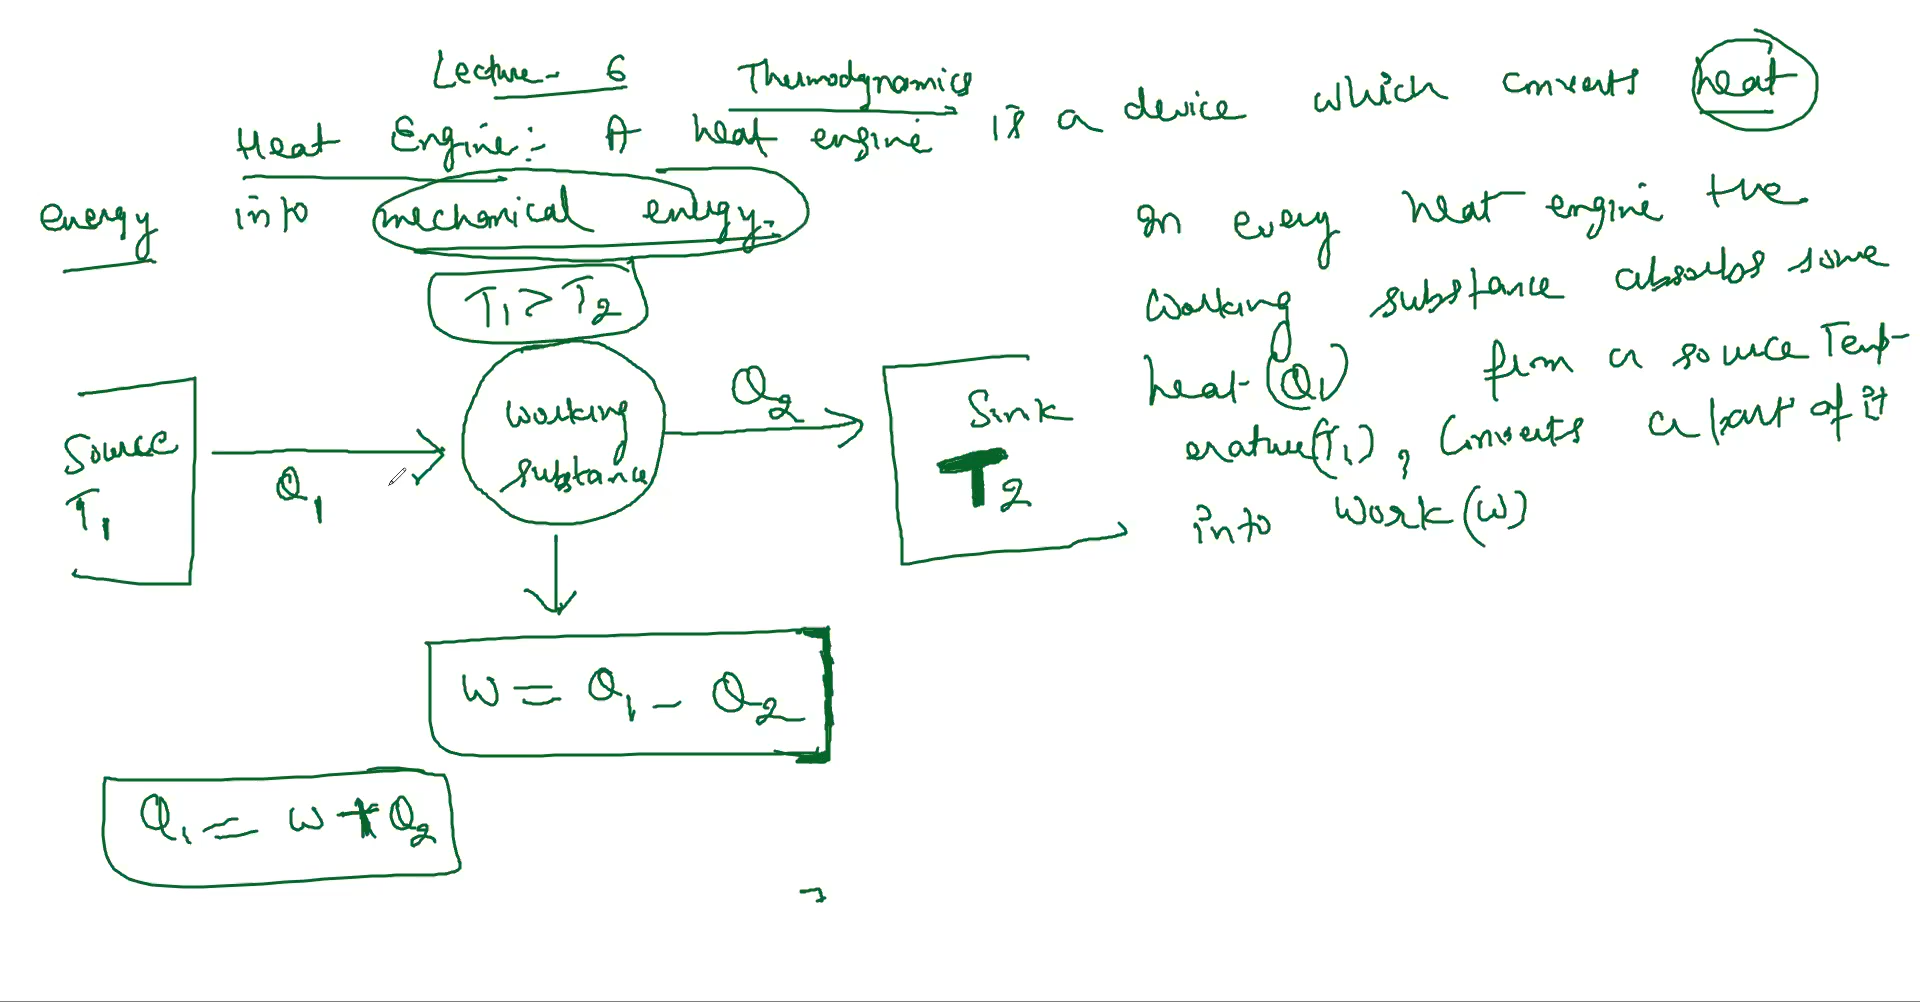 Lecture - 6 Thermodynamics
Heat Engine:- A heat engine is a device which converts heat
energy into mechanical energy.
T1 > T2
Source
T1
Q1
working
substance
Q2
Sink
T2
W = Q1 - Q2
Q1 = W + Q2
In every heat engine the
working substance absorbs some
heat (Q1) from a source Temp-
erature (T1), Converts a part of it
into work (W)